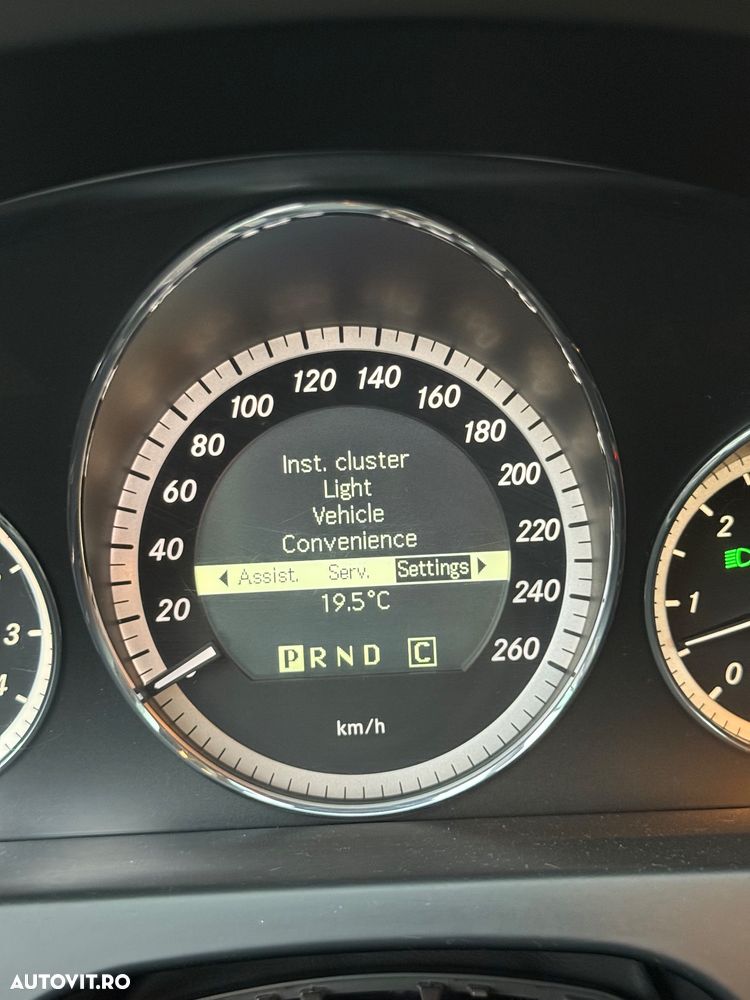 20
40
60
80
100
120
140
160
180
200
220
240
260
Inst. cluster
Light
Vehicle
Convenience
Assist. Serv. Settings
19.5°C
P R N D C
km/h
3
4
2
1
0
AUTOVIT.RO